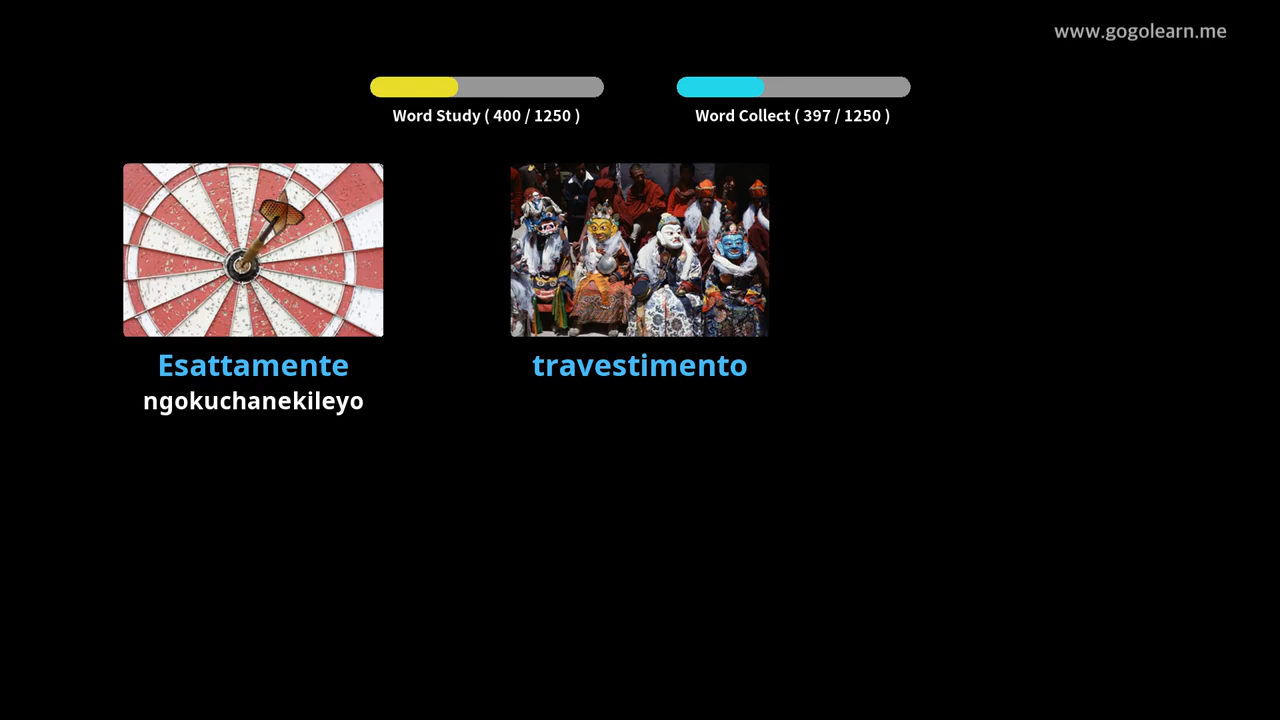 www.gogolearn.me
Word Study ( 400 / 1250 )
Word Collect ( 397 / 1250 )
Esattamente
travestimento
ngokuchanekileyo